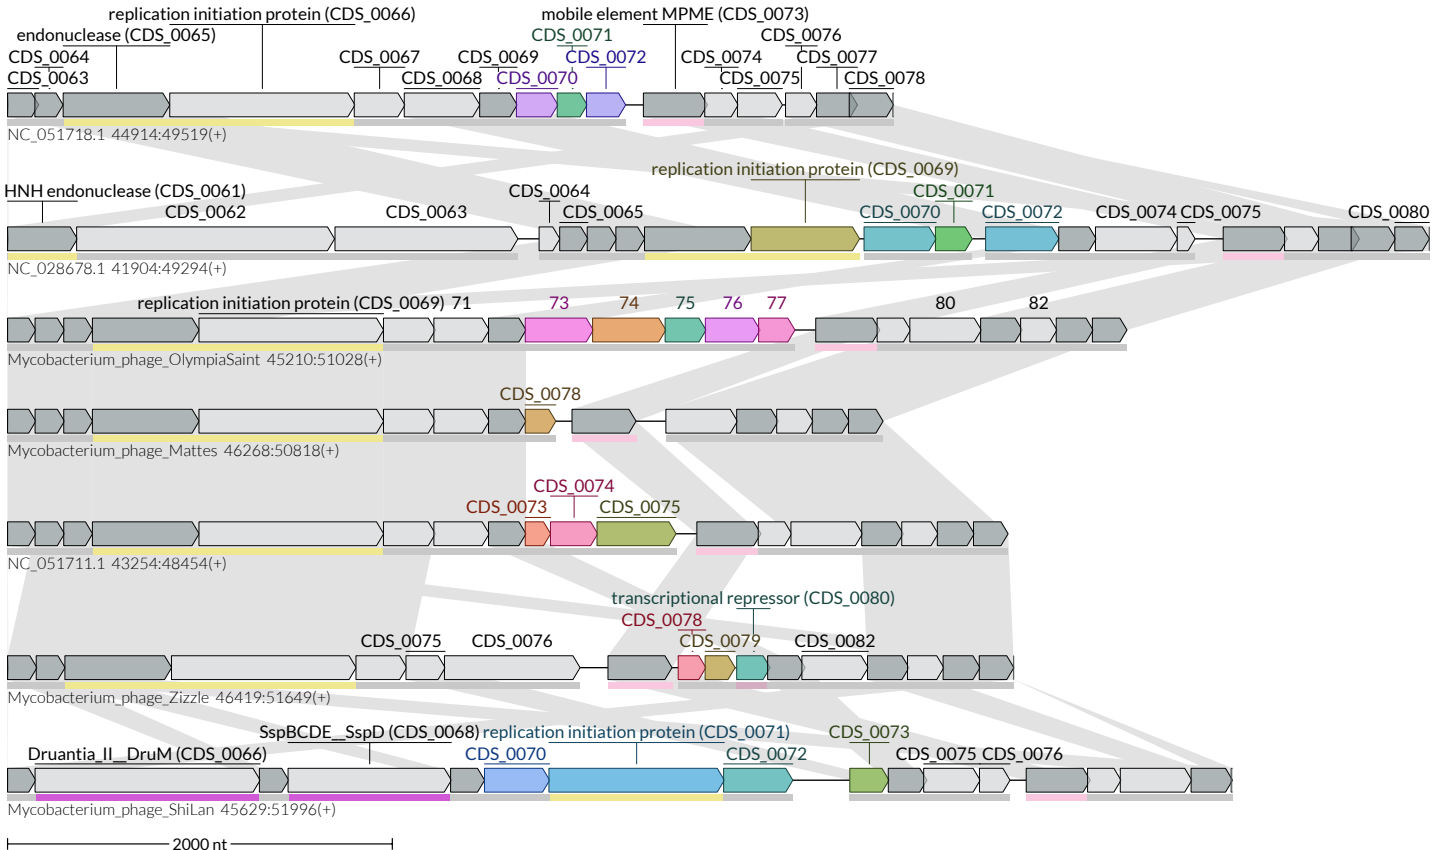 replication initiation protein (CDS_0066) mobile element MPME (CDS_0073)
endonuclease (CDS_0065) CDS_0071 CDS_0076
CDS_0064 CDS_0067 CDS_0069 CDS_0072 CDS_0074 CDS_0077
CDS_0063 CDS_0068 CDS_0070 CDS_0075 CDS_0078
NC_051718.1 44914:49519(+)
replication initiation protein (CDS_0069)
HNH endonuclease (CDS_0061) CDS_0064 CDS_0071
CDS_0062 CDS_0063 CDS_0065 CDS_0070 CDS_0072 CDS_0074 CDS_0075 CDS_0080
NC_028678.1 41904:49294(+)
replication initiation protein (CDS_0069) 71 73 74 75 76 77 80 82
Mycobacterium_phage_OlympiaSaint 45210:51028(+)
CDS_0078
Mycobacterium_phage_Mattes 46268:50818(+)
CDS_0074
CDS_0073 CDS_0075
NC_051711.1 43254:48454(+)
transcriptional repressor (CDS_0080)
CDS_0078
CDS_0075 CDS_0076 CDS_0079 CDS_0082
Mycobacterium_phage_Zizzle 46419:51649(+)
SspBCDE__SspD (CDS_0068) replication initiation protein (CDS_0071) CDS_0073
Druantia_II__DruM (CDS_0066) CDS_0070 CDS_0072 CDS_0075 CDS_0076
Mycobacterium_phage_ShiLan 45629:51996(+)
2000 nt